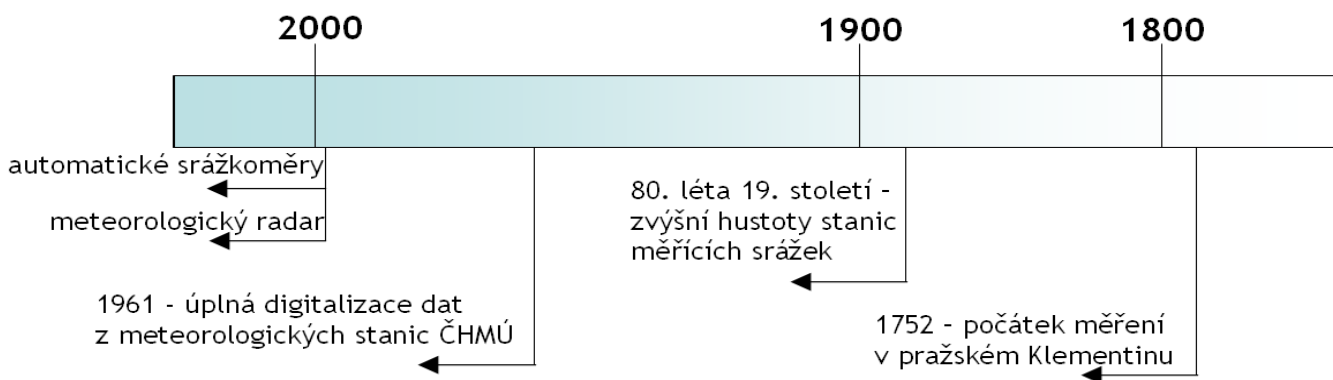 2000
1900
1800
automatické srážkoměry
meteorologický radar
1961 - úplná digitalizace dat
z meteorologických stanic ČHMÚ
80. léta 19. století -
zvýšní hustoty stanic
měřících srážek
1752 - počátek měření
v pražském Klementinu